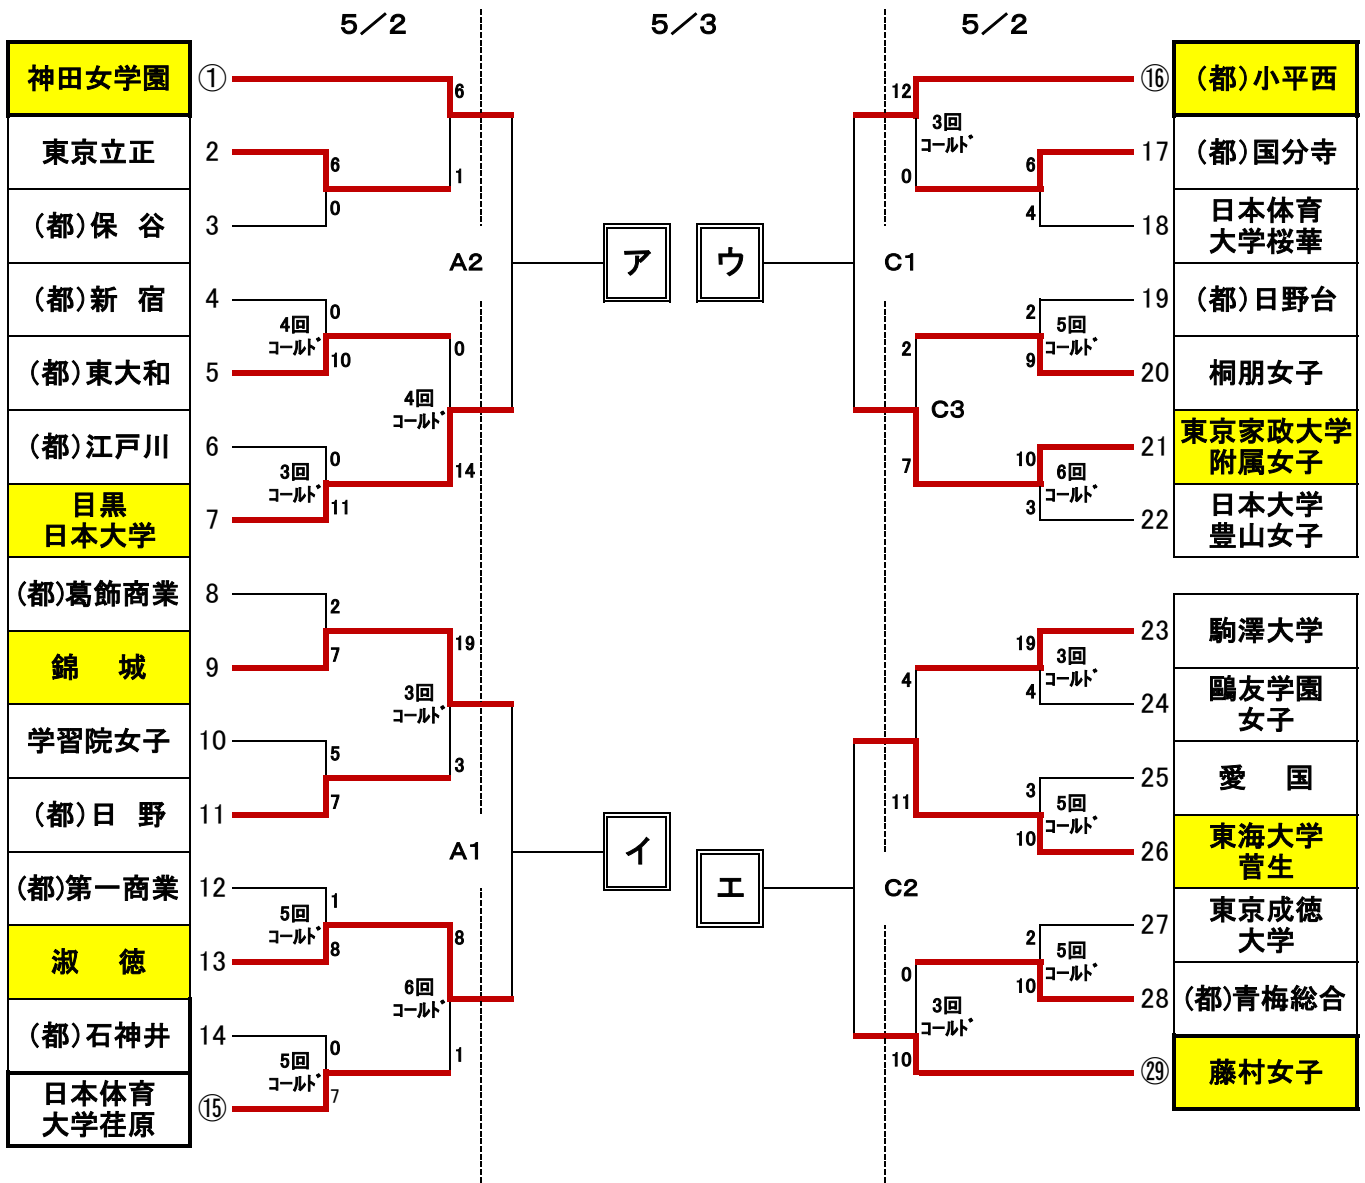 5／2
5／3
5／2
神田女学園
①
東京立正
2
（都）保　谷
3
（都）新　宿
4
（都）東大和
5
（都）江戸川
6
目黒
日本大学
7
（都）葛飾商業
8
錦　城
9
学習院女子
10
（都）日　野
11
（都）第一商業
12
淑　徳
13
（都）石神井
14
日本体育
大学荏原
⑮
6
0
0
4回
コールド
10
0
3回
コールド
11
2
7
5
7
1
5回
コールド
8
0
5回
コールド
7
6
1
A2
0
4回
コールド
14
19
3回
コールド
3
A1
8
6回
コールド
1
ア
イ
ウ
エ
12
3回
コールド
0
C1
2
C3
7
4
11
C2
0
3回
コールド
10
6
4
2
5回
コールド
9
10
6回
コールド
3
19
3回
コールド
4
3
5回
コールド
10
2
5回
コールド
10
⑯
（都）小平西
17
（都）国分寺
18
日本体育
大学桜華
19
（都）日野台
20
桐朋女子
21
東京家政大学
附属女子
22
日本大学
豊山女子
23
駒澤大学
24
鷗友学園
女子
25
愛　国
26
東海大学
菅生
27
東京成徳
大学
28
（都）青梅総合
㉙
藤村女子